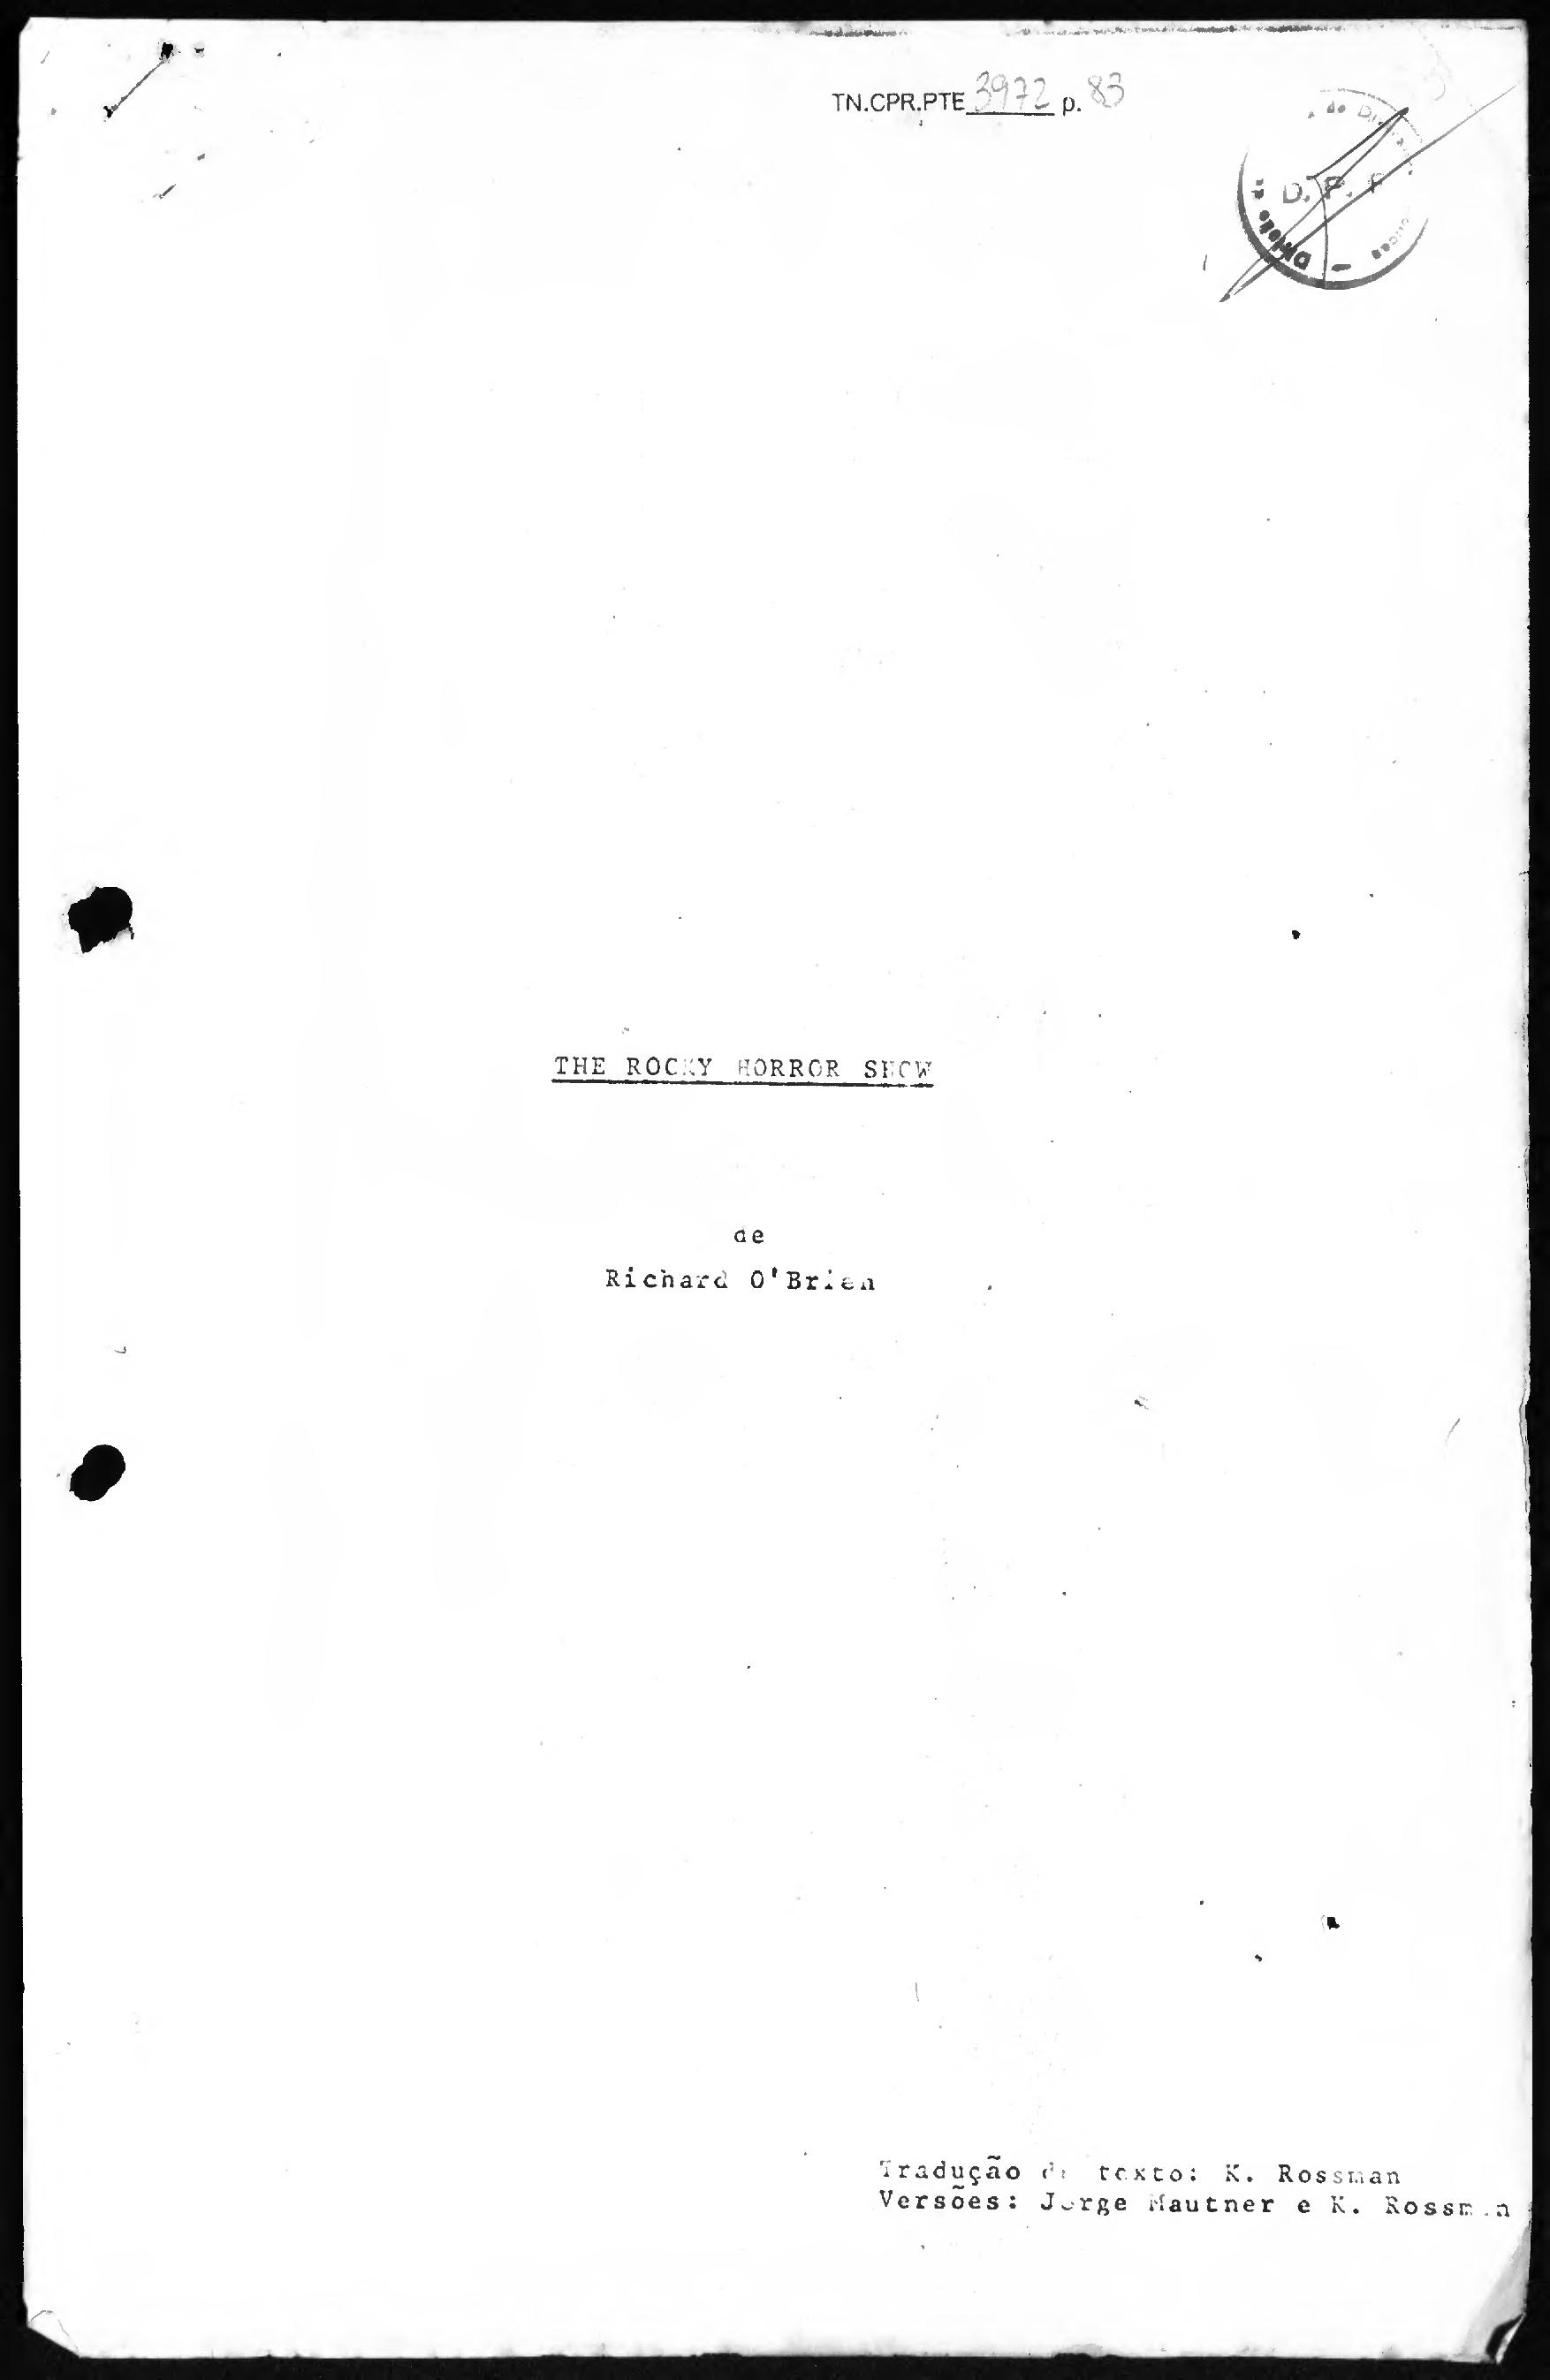 TN.CPR.PTE 3972 p. 83
D.P.F.
THE ROCKY HORROR SHOW
de
Richard O'Brien
Tradução de texto: K. Rossman
Versões: Jorge Mautner e K. Rossman